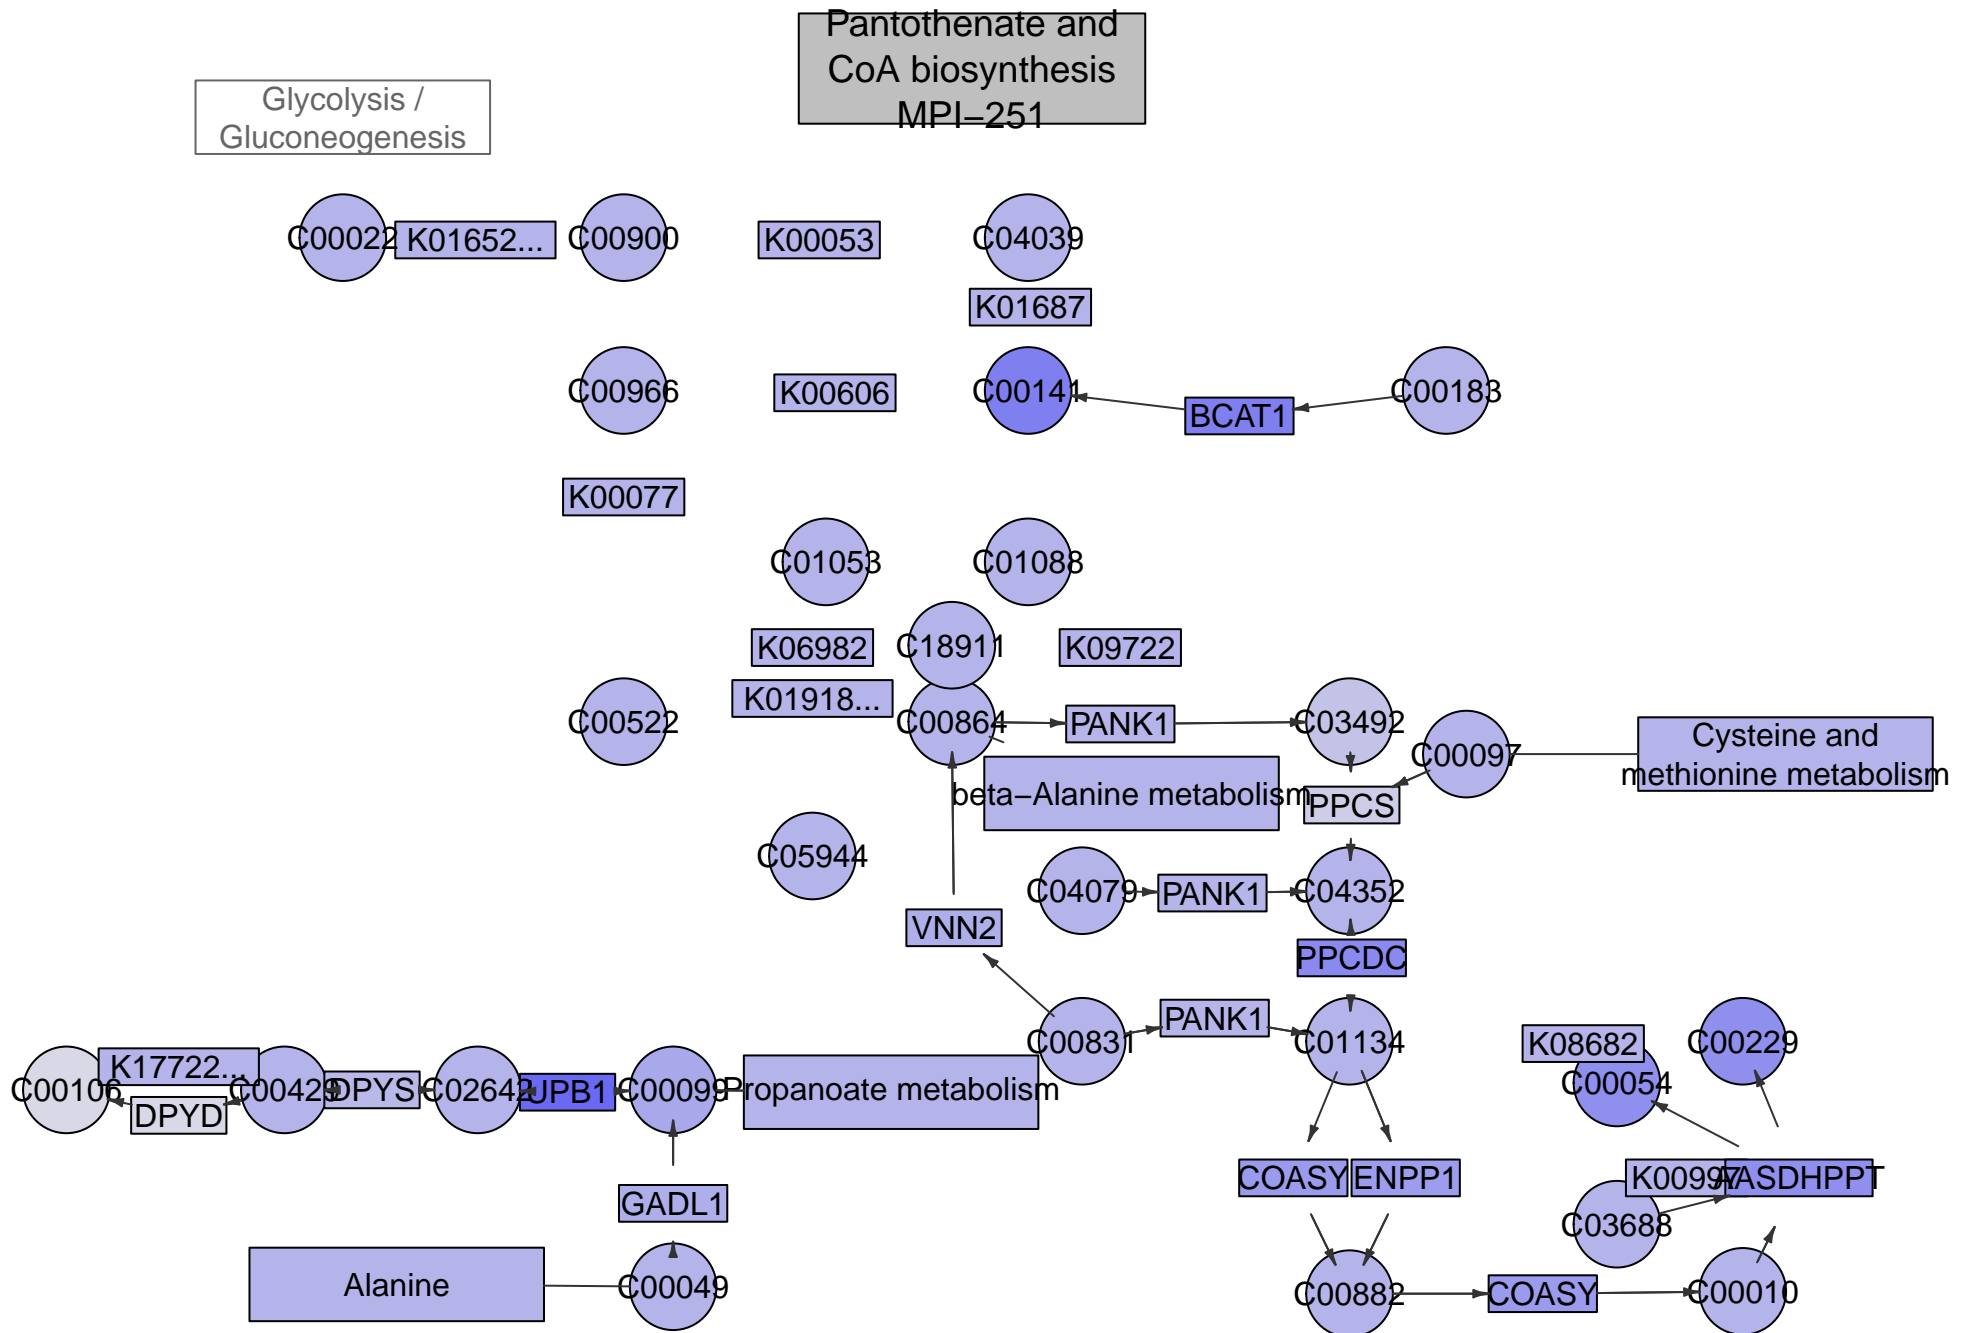 Pantothenate and
CoA biosynthesis
MPI−251
Glycolysis /
Gluconeogenesis
C00022
K01652...
C00900
K00053
C04039
K01687
C00966
K00606
C00141
BCAT1
C00183
K00077
C01053
C01088
K06982
C18911
K09722
K01918...
C00522
C00864
PANK1
C03492
C00097
Cysteine and
methionine metabolism
beta−Alanine metabolism
PPCS
C05944
C04079
PANK1
C04352
VNN2
PPCDC
C00831
PANK1
C01134
K08682
C00229
C00054
C00106
K17722...
DPYD
C00429
DPYS
C02642
UPB1
C00099
Propanoate metabolism
COASY
ENPP1
K00997
AASDHPPT
GADL1
C03688
Alanine
C00049
C00882
COASY
C00010